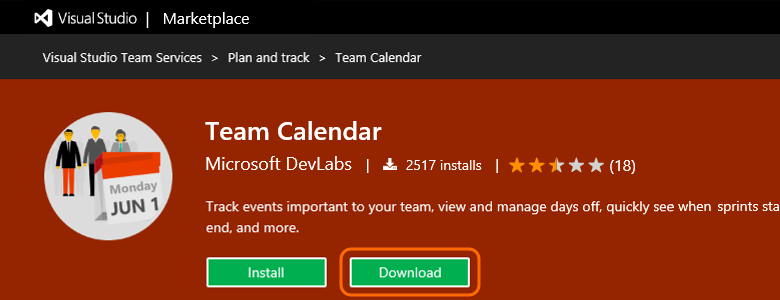 Visual Studio | Marketplace
Visual Studio Team Services > Plan and track > Team Calendar
Team Calendar
Monday
JUN 1
Microsoft DevLabs | 2517 installs | (18)
Track events important to your team, view and manage days off, quickly see when sprints sta
end, and more.
Install Download